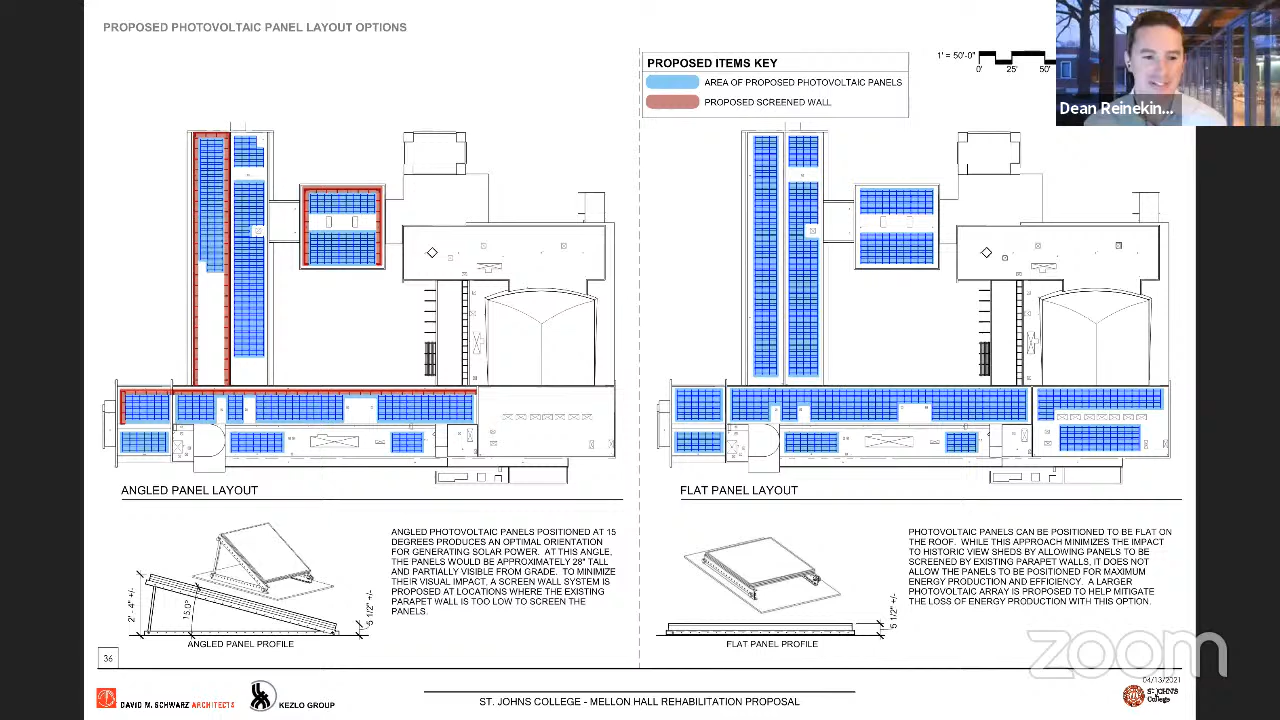 PROPOSED PHOTOVOLTAIC PANEL LAYOUT OPTIONS
PROPOSED ITEMS KEY
AREA OF PROPOSED PHOTOVOLTAIC PANELS
PROPOSED SCREENED WALL
1' = 50'-0"
0' 25' 50'
Dean Reinekin...
ANGLED PANEL LAYOUT
FLAT PANEL LAYOUT
ANGLED PHOTOVOLTAIC PANELS POSITIONED AT 15
DEGREES PRODUCES AN OPTIMAL ORIENTATION
FOR GENERATING SOLAR POWER. AT THIS ANGLE,
THE PANELS WOULD BE APPROXIMATELY 28" TALL
AND PARTIALLY VISIBLE FROM GRADE. TO MINIMIZE
THEIR VISUAL IMPACT, A SCREEN WALL SYSTEM IS
PROPOSED AT LOCATIONS WHERE THE EXISTING
PARAPET WALL IS TOO LOW TO SCREEN THE
PANELS.
2'- 4" +/-
15.0°
5 1/2" +/-
ANGLED PANEL PROFILE
PHOTOVOLTAIC PANELS CAN BE POSITIONED TO BE FLAT ON
THE ROOF. WHILE THIS APPROACH MINIMIZES THE IMPACT
TO HISTORIC VIEW SHEDS BY ALLOWING PANELS TO BE
SCREENED BY EXISTING PARAPET WALLS, IT DOES NOT
ALLOW THE PANELS TO BE POSITIONED FOR MAXIMUM
ENERGY PRODUCTION AND EFFICIENCY. A LARGER
PHOTOVOLTAIC ARRAY IS PROPOSED TO HELP MITIGATE
THE LOSS OF ENERGY PRODUCTION WITH THIS OPTION.
5 1/2" +/-
FLAT PANEL PROFILE
zoom
36
04/13/2021
DAVID M. SCHWARZ ARCHITECTS
KEZLO GROUP
ST. JOHNS COLLEGE - MELLON HALL REHABILITATION PROPOSAL
ST JOHN'S
College